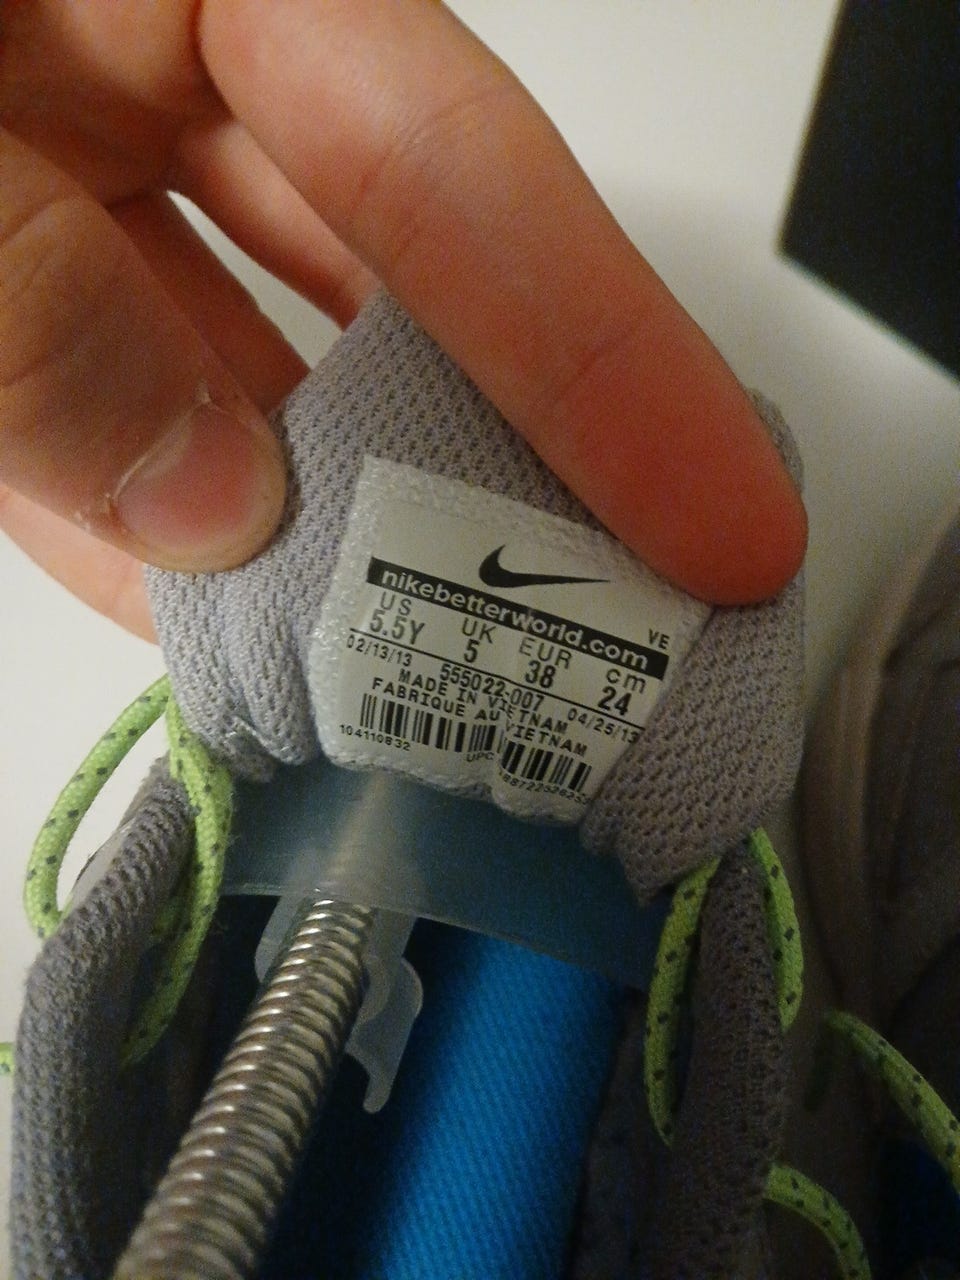 nikebetterworld.com
VE
US UK EUR cm
5.5Y 5 38 24
02/13/13 555022-007 04/25/13
MADE IN VIETNAM
FABRIQUE AU VIETNAM
104110832
UPC